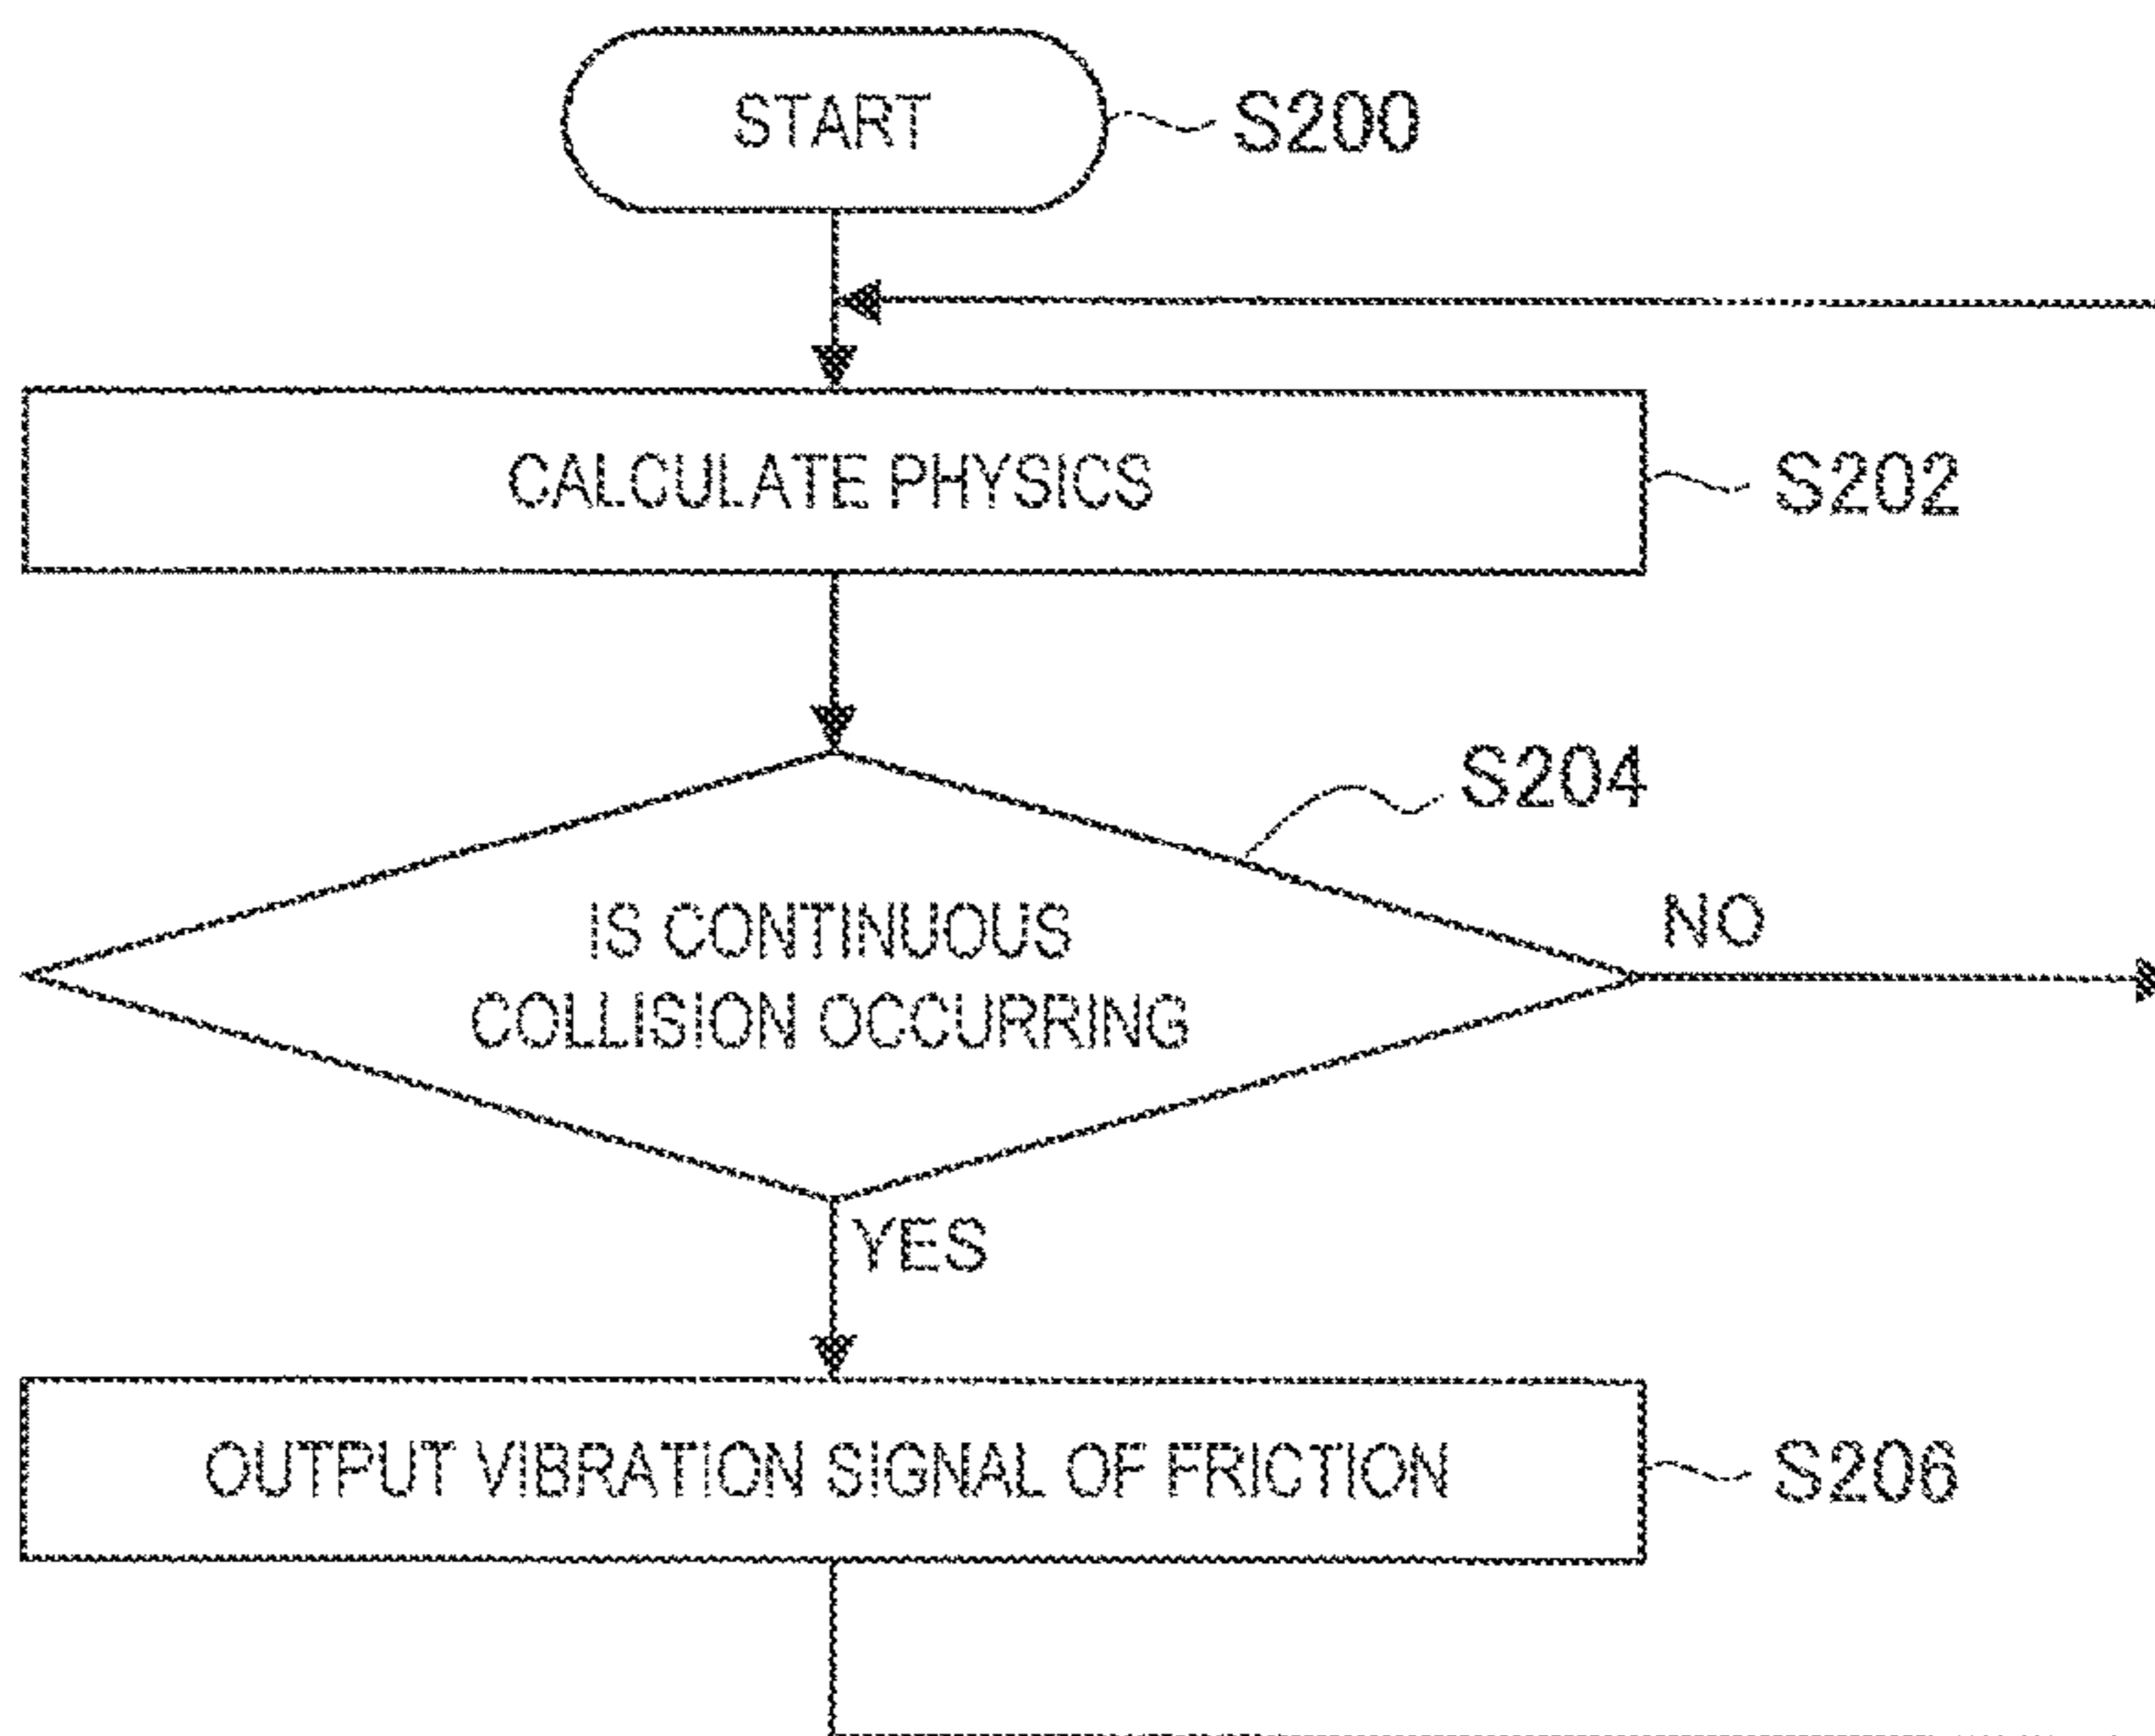 START
S200
CALCULATE PHYSICS
S202
S204
IS CONTINUOUS
COLLISION OCCURRING
NO
YES
OUTPUT VIBRATION SIGNAL OF FRICTION
S206